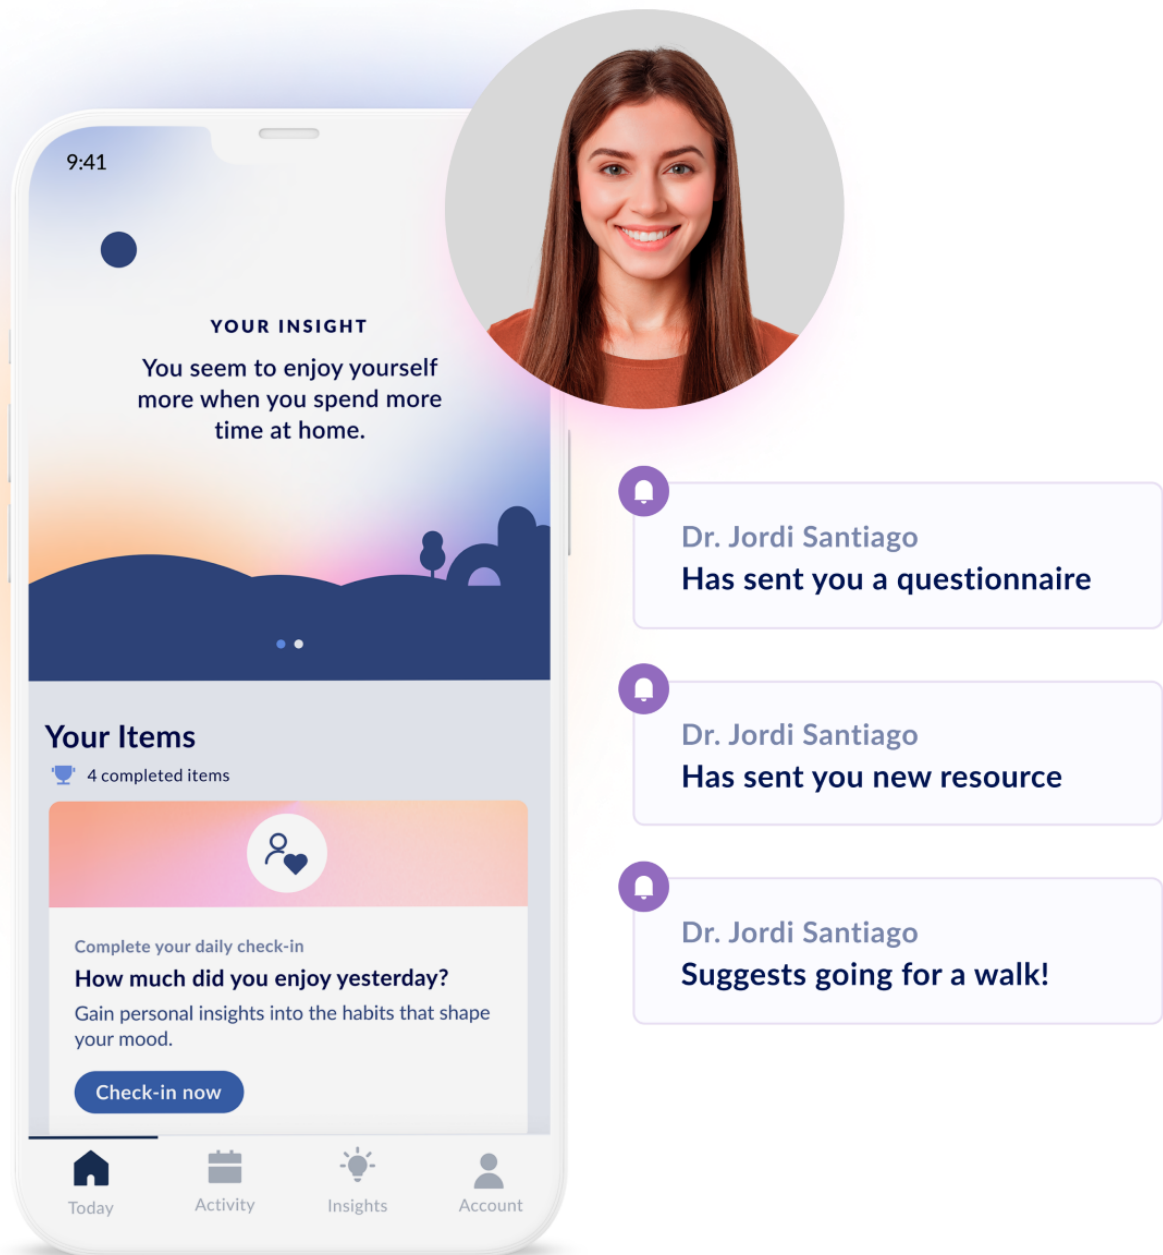 9:41
YOUR INSIGHT
You seem to enjoy yourself
more when you spend more
time at home.
Your Items
4 completed items
Complete your daily check-in
How much did you enjoy yesterday?
Gain personal insights into the habits that shape
your mood.
Check-in now
Today
Activity
Insights
Account
Dr. Jordi Santiago
Has sent you a questionnaire
Dr. Jordi Santiago
Has sent you new resource
Dr. Jordi Santiago
Suggests going for a walk!